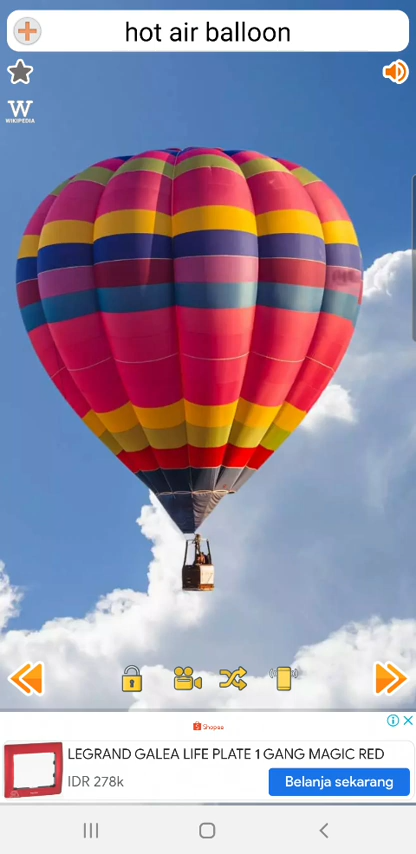 hot air balloon
W
WIKIPEDIA
Shopee
LEGRAND GALEA LIFE PLATE 1 GANG MAGIC RED
IDR 278k
Belanja sekarang